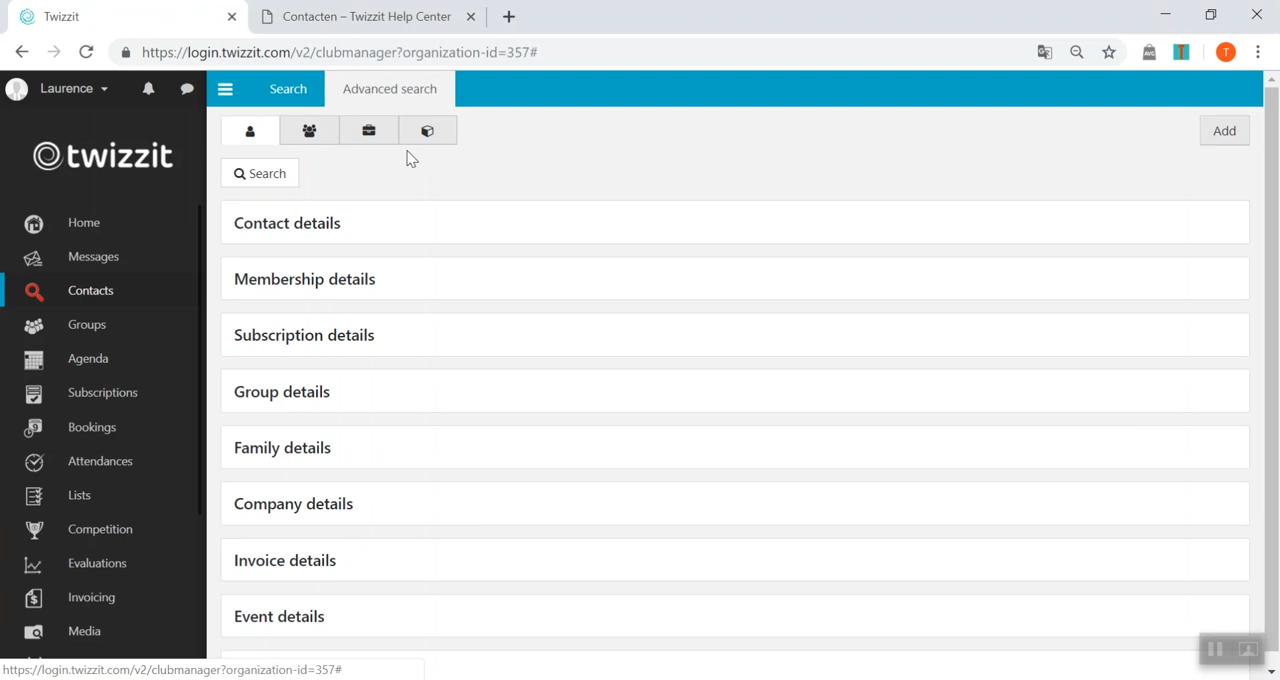 Twizzit
Contacten – Twizzit Help Center
https://login.twizzit.com/v2/clubmanager?organization-id=357#
T
Laurence
Search
Advanced search
twizzit
Add
Search
Home
Messages
Contacts
Groups
Agenda
Subscriptions
Bookings
Attendances
Lists
Competition
Evaluations
Invoicing
Media
Contact details
Membership details
Subscription details
Group details
Family details
Company details
Invoice details
Event details
https://login.twizzit.com/v2/clubmanager?organization-id=357#